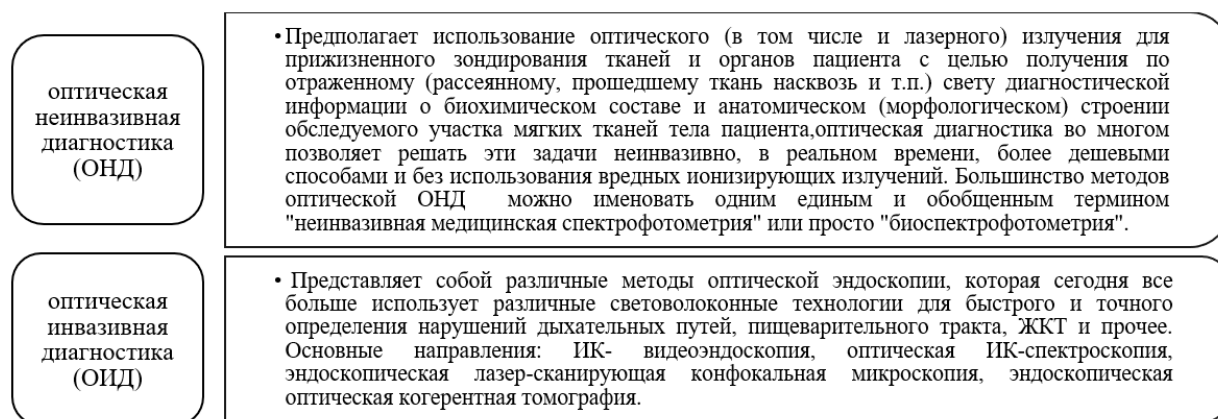 оптическая
неинвазивная
диагностика
(ОНД)
•Предполагает использование оптического (в том числе и лазерного) излучения для
прижизненного зондирования тканей и органов пациента с целью получения по
отраженному (рассеянному, прошедшему ткань насквозь и т.п.) свету диагностической
информации о биохимическом составе и анатомическом (морфологическом) строении
обследуемого участка мягких тканей тела пациента,оптическая диагностика во многом
позволяет решать эти задачи неинвазивно, в реальном времени, более дешевыми
способами и без использования вредных ионизирующих излучений. Большинство методов
оптической ОНД можно именовать одним единым и обобщенным термином
"неинвазивная медицинская спектрофотометрия" или просто "биоспектрофотометрия".
оптическая
инвазивная
диагностика
(ОИД)
• Представляет собой различные методы оптической эндоскопии, которая сегодня все
больше использует различные световолоконные технологии для быстрого и точного
определения нарушений дыхательных путей, пищеварительного тракта, ЖКТ и прочее.
Основные направления: ИК- видеоэндоскопия, оптическая ИК-спектроскопия,
эндоскопическая лазер-сканирующая конфокальная микроскопия, эндоскопическая
оптическая когерентная томография.